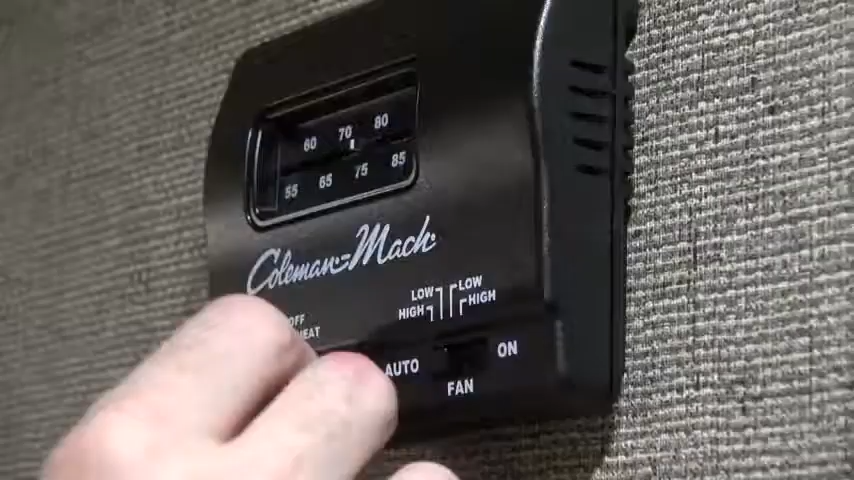 60 70 80
55 65 75 85
Coleman-Mach
OFF
HEAT
LOW LOW
HIGH HIGH
AUTO ON
FAN